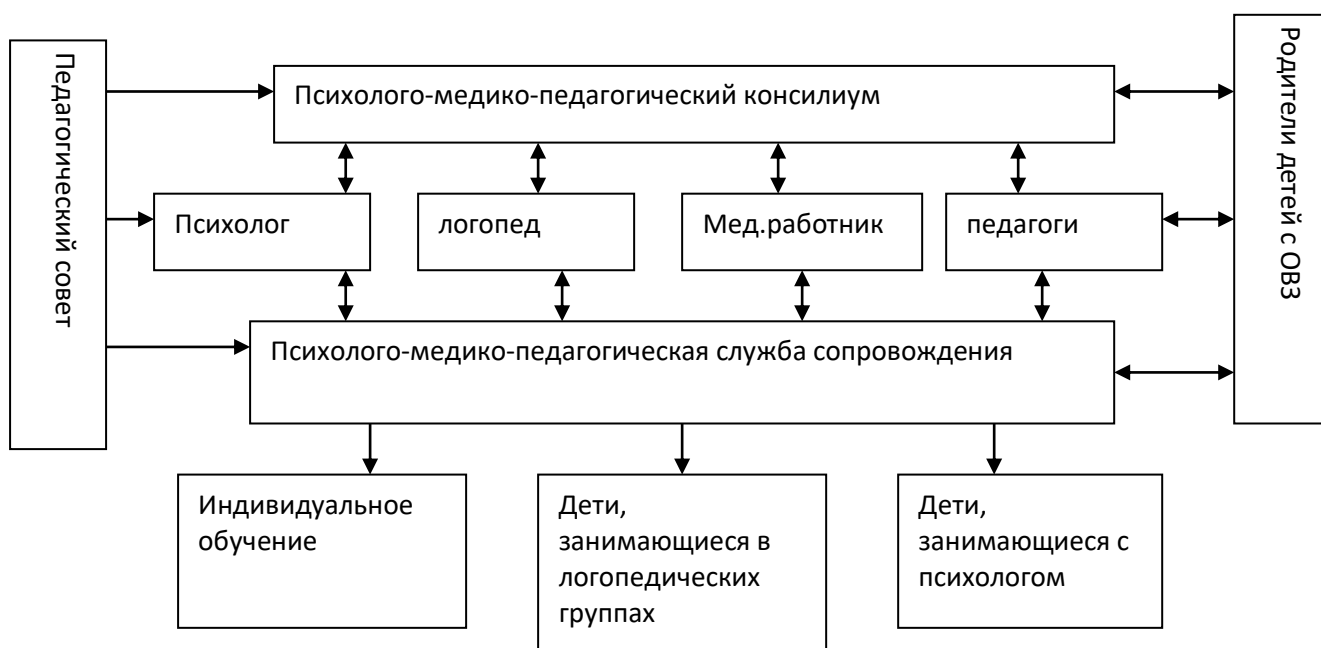 Педагогический совет
Психолого-медико-педагогический консилиум
Родители детей с ОВЗ
Психолог
логопед
Мед.работник
педагоги
Психолого-медико-педагогическая служба сопровождения
Индивидуальное
обучение
Дети,
занимающиеся в
логопедических
группах
Дети,
занимающиеся с
психологом